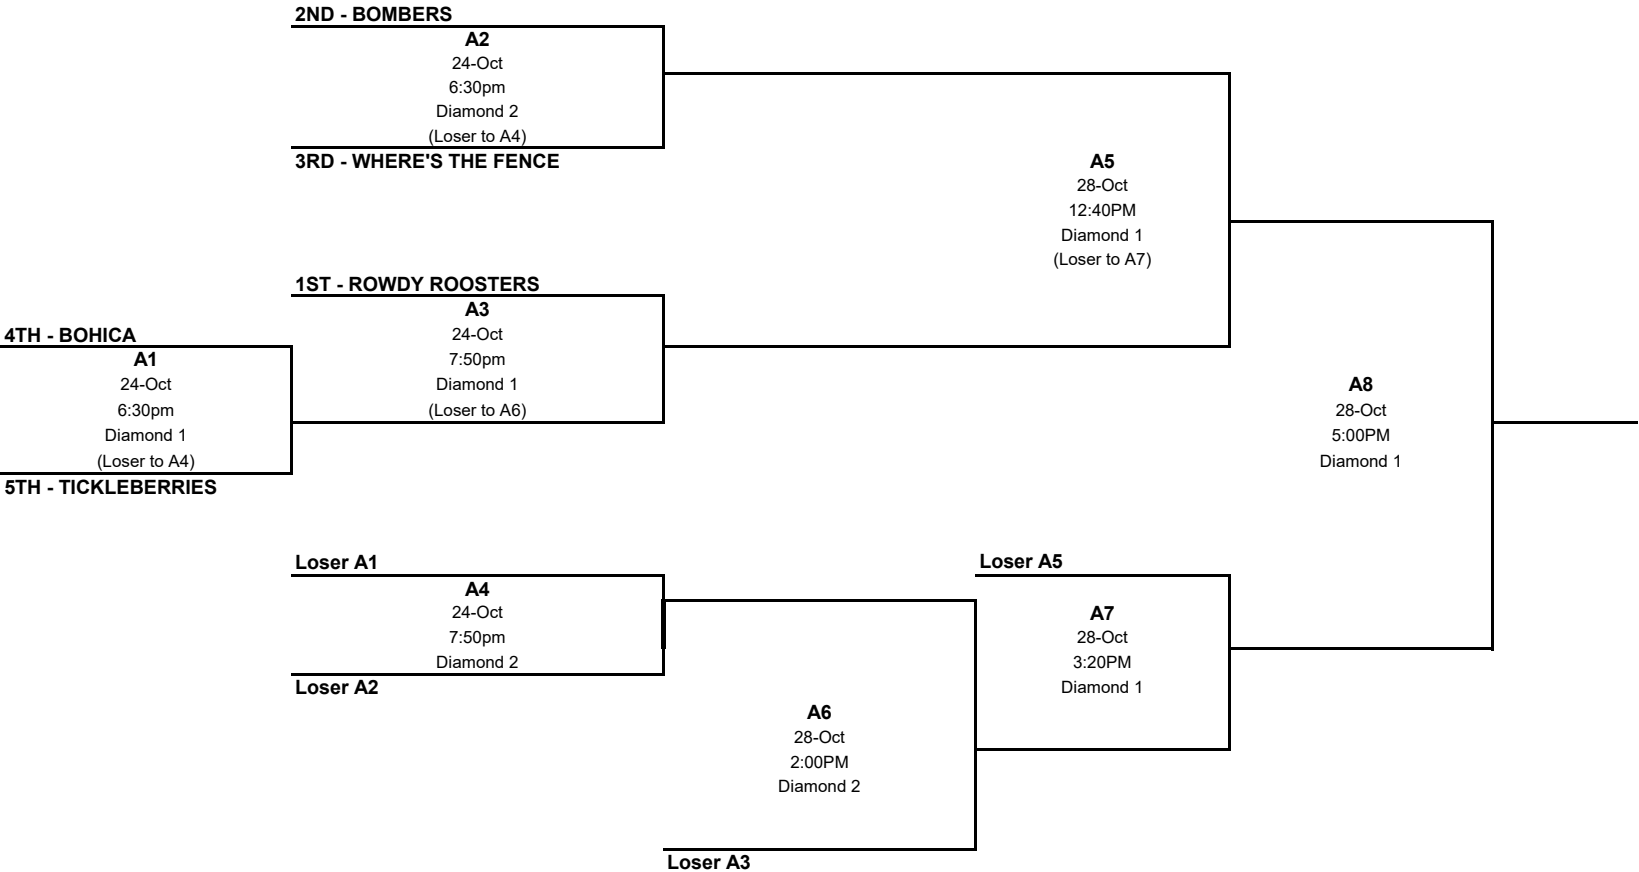 2ND - BOMBERS
A2
24-Oct
6:30pm
Diamond 2
(Loser to A4)
3RD - WHERE'S THE FENCE
A5
28-Oct
12:40PM
Diamond 1
(Loser to A7)
1ST - ROWDY ROOSTERS
A3
24-Oct
7:50pm
Diamond 1
(Loser to A6)
4TH - BOHICA
A1
24-Oct
6:30pm
Diamond 1
(Loser to A4)
5TH - TICKLEBERRIES
A8
28-Oct
5:00PM
Diamond 1
Loser A1
A4
24-Oct
7:50pm
Diamond 2
Loser A2
Loser A5
A7
28-Oct
3:20PM
Diamond 1
A6
28-Oct
2:00PM
Diamond 2
Loser A3